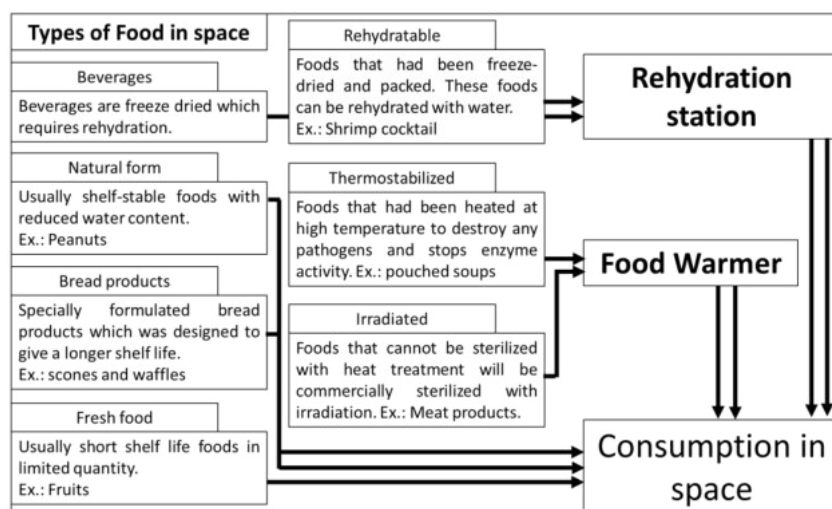 Types of Food in space
Beverages
Beverages are freeze dried which
requires rehydration.
Natural form
Usually shelf-stable foods with
reduced water content.
Ex.: Peanuts
Bread products
Specially formulated bread
products which was designed to
give a longer shelf life.
Ex.: scones and waffles
Fresh food
Usually short shelf life foods in
limited quantity.
Ex.: Fruits
Rehydratable
Foods that had been freeze-
dried and packed. These foods
can be rehydrated with water.
Ex.: Shrimp cocktail
Thermostabilized
Foods that had been heated at
high temperature to destroy any
pathogens and stops enzyme
activity. Ex.: pouched soups
Irradiated
Foods that cannot be sterilized
with heat treatment will be
commercially sterilized with
irradiation. Ex.: Meat products.
Rehydration
station
Food Warmer
Consumption in
space